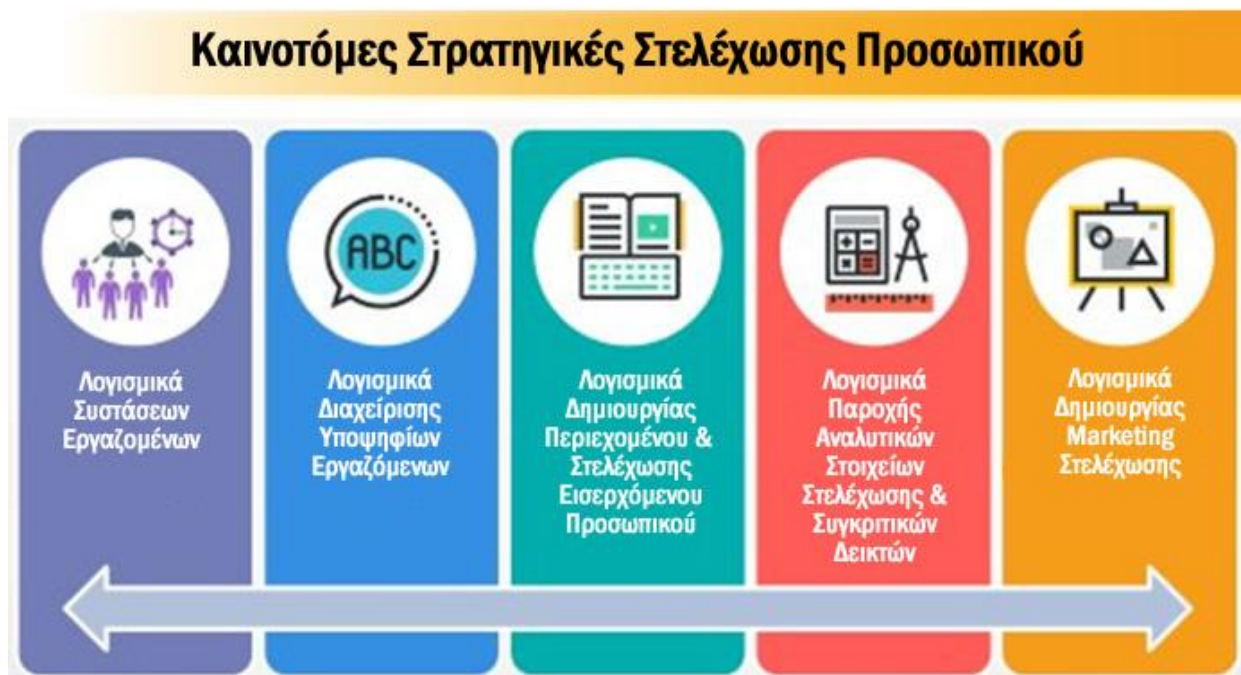 Καινοτόμες Στρατηγικές Στελέχωσης Προσωπικού
Λογισμικά
Συστάσεων
Εργαζομένων
ABC
Λογισμικά
Διαχείρισης
Υποψηφίων
Εργαζόμενων
Λογισμικά
Δημιουργίας
Περιεχομένου &
Στελέχωσης
Εισερχόμενου
Προσωπικού
Λογισμικά
Παροχής
Αναλυτικών
Στοιχείων
Στελέχωσης &
Συγκριτικών
Δεικτών
Λογισμικά
Δημιουργίας
Marketing
Στελέχωσης